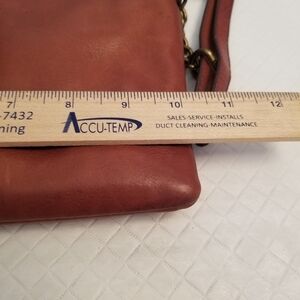 7 8 9 10 11 12
-7432
ning
ACCU-TEMP
SALES-SERVICE-INSTALLS
DUCT CLEANING-MAINTENANCE